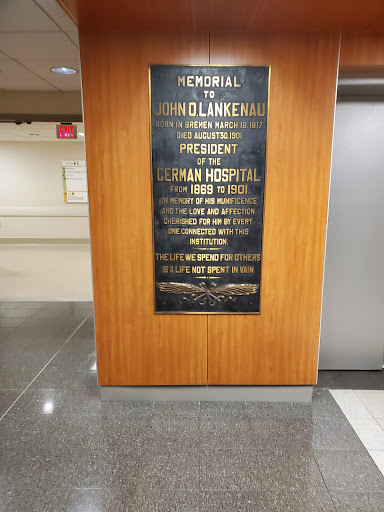 MEMORIAL
TO
JOHN D. LANKENAU
BORN IN BREMEN MARCH 18, 1817
DIED AUGUST 30, 1901
PRESIDENT
OF THE
GERMAN HOSPITAL
FROM 1869 TO 1901.
IN MEMORY OF HIS MUNIFICENCE
AND THE LOVE AND AFFECTION
CHERISHED FOR HIM BY EVERY
ONE CONNECTED WITH THIS
INSTITUTION.
THE LIFE WE SPEND FOR OTHERS
IS A LIFE NOT SPENT IN VAIN
EXIT